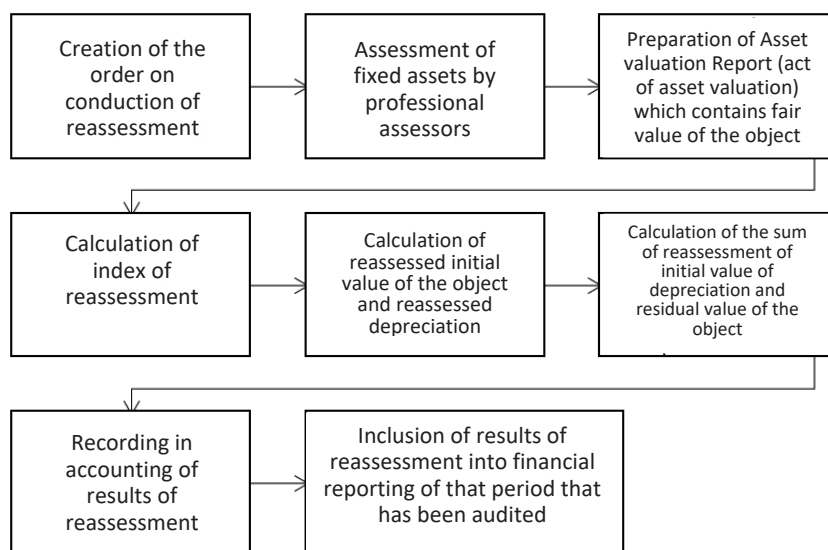 Creation of the
order on
conduction of
reassessment
Assessment of
fixed assets by
professional
assessors
Preparation of Asset
valuation Report (act
of asset valuation)
which contains fair
value of the object
Calculation of
index of
reassessment
Calculation of
reassessed initial
value of the object
and reassessed
depreciation
Calculation of the sum
of reassessment of
initial value of
depreciation and
residual value of the
object
Recording in
accounting of
results of
reassessment
Inclusion of results of
reassessment into financial
reporting of that period that
has been audited